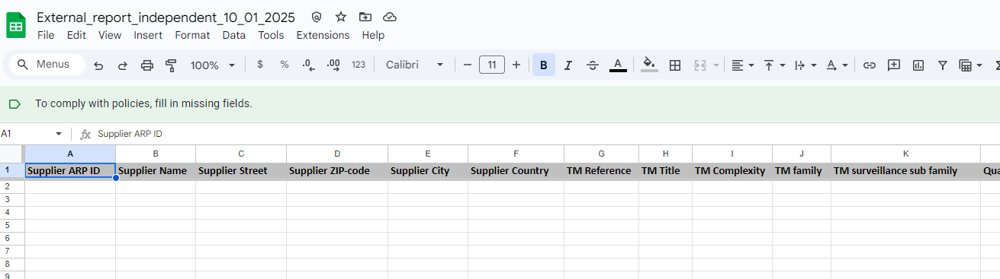 External_report_independent_10_01_2025
File Edit View Insert Format Data Tools Extensions Help
Menus 100% $ % .0 .00 123 Calibri 11 B I A A
To comply with policies, fill in missing fields.
A1 fx Supplier ARP ID
A B C D E F G H I J K
1 Supplier ARP ID Supplier Name Supplier Street Supplier ZIP-code Supplier City Supplier Country TM Reference TM Title TM Complexity TM family TM surveillance sub family
2
3
4
5
6
7
8
9